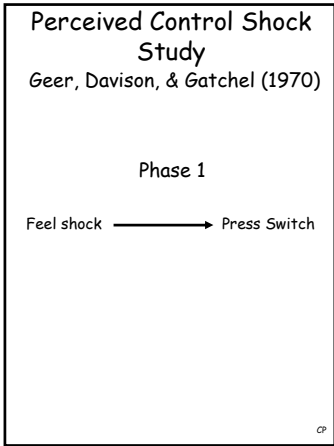 Perceived Control Shock
Study
Geer, Davison, & Gatchel (1970)
Phase 1
Feel shock Press Switch
CP